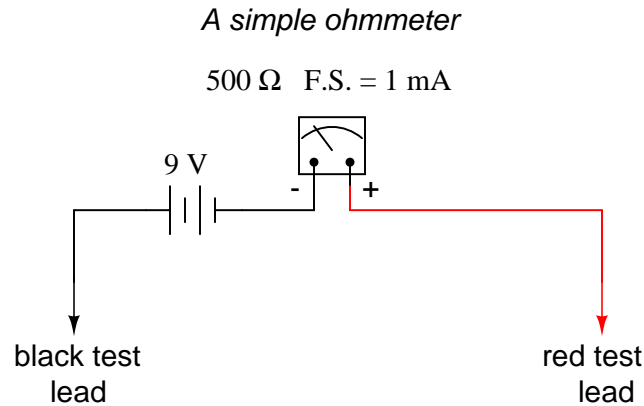 A simple ohmmeter
500 Ω F.S. = 1 mA
9 V
- +
black test
lead
red test
lead